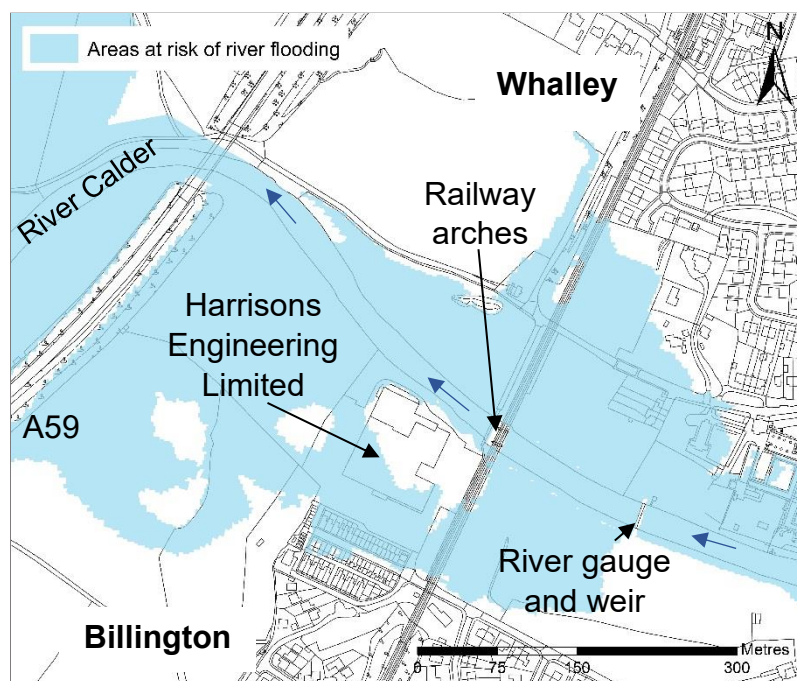 Areas at risk of river flooding
N
Whalley
River Calder
Railway
arches
Harrisons
Engineering
Limited
A59
River gauge
and weir
Billington
Metres
0 75 150 300